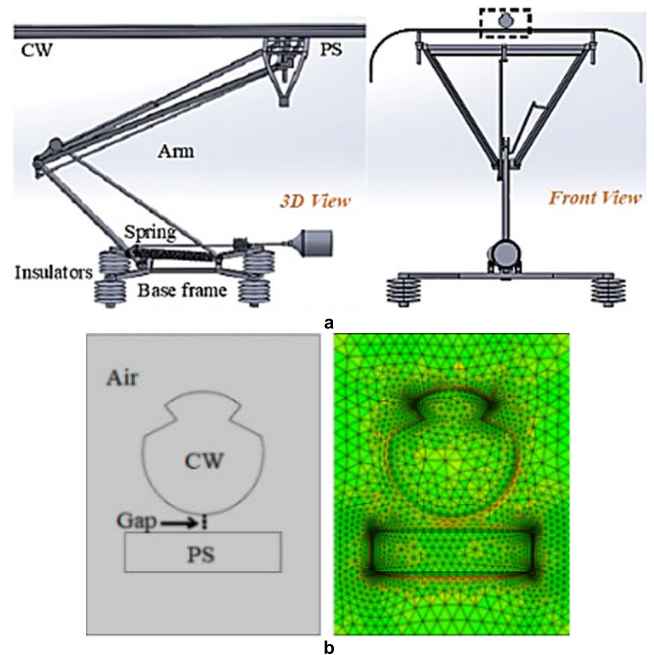 CW
PS
Arm
3D View
Front View
Spring
Insulators
Base frame
a
Air
CW
Gap
PS
b